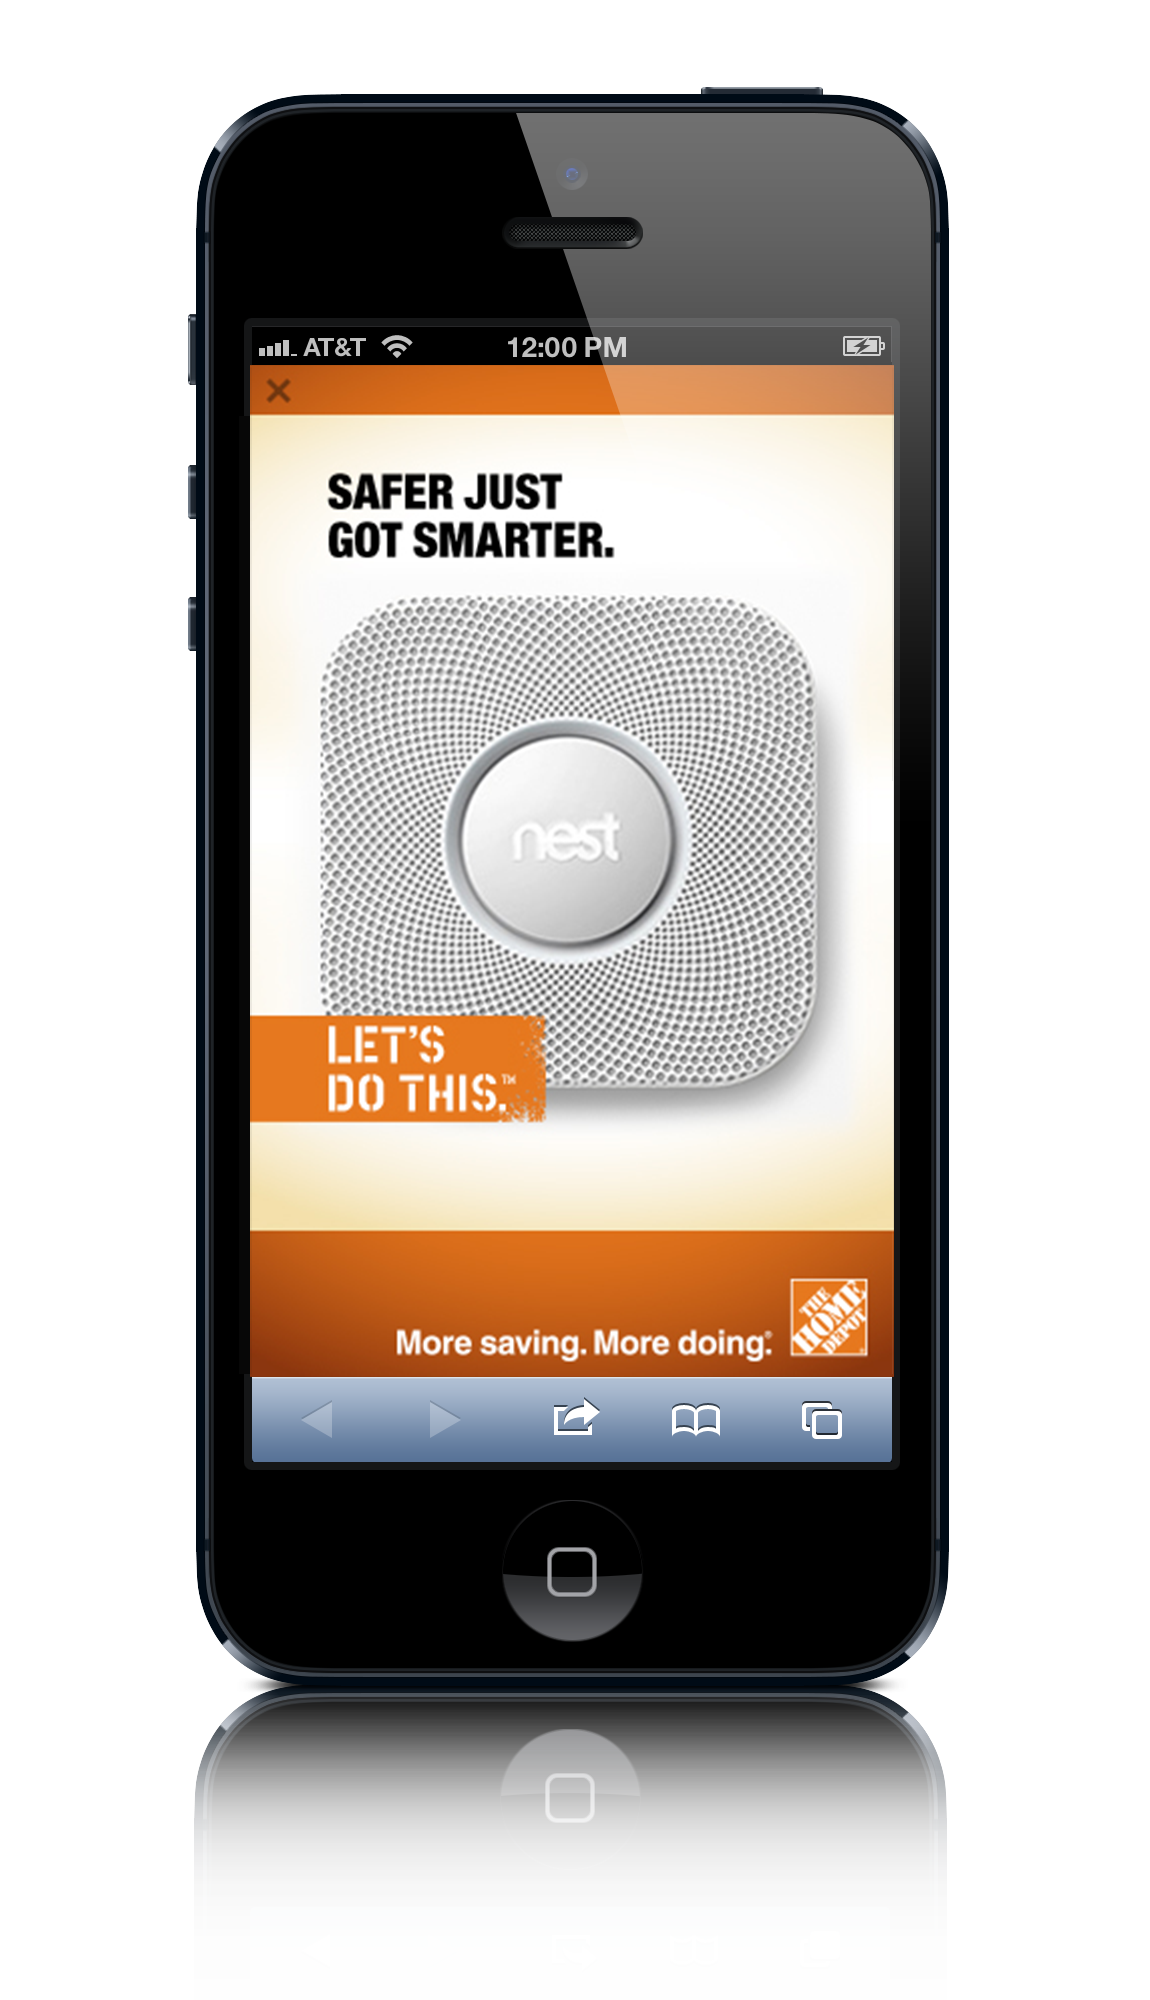 AT&T 12:00 PM
SAFER JUST
GOT SMARTER.
nest
LET'S
DO THIS.™
More saving. More doing.®
THE
HOME
DEPOT